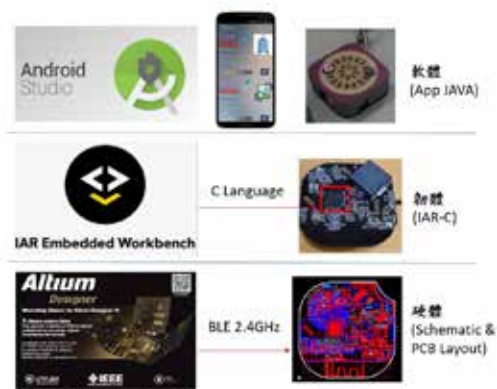 Android
Studio
軟體
(App JAVA)
C Language
IAR Embedded Workbench
韌體
(IAR-C)
Altium
Designer
BLE 2.4GHz
IEEE
硬體
(Schematic &
PCB Layout)